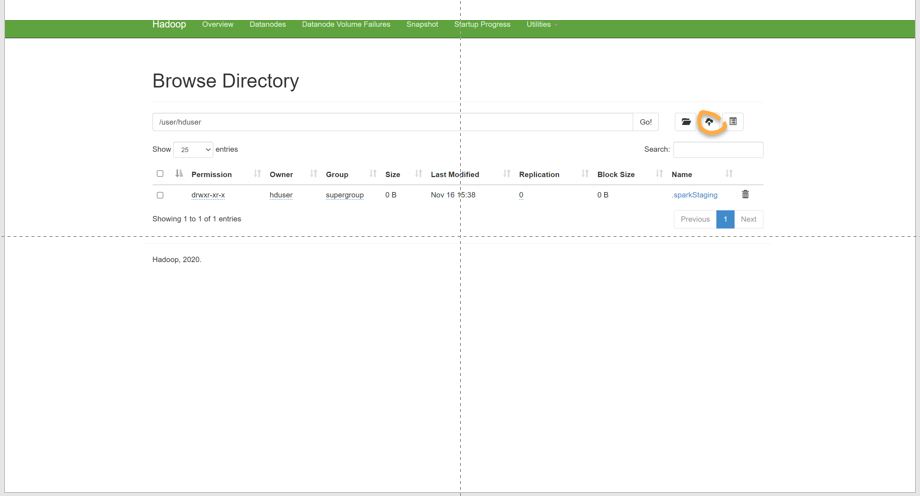 Hadoop Overview Datanodes Datanode Volume Failures Snapshot Startup Progress Utilities
Browse Directory
/user/hduser Go!
Show 25 entries Search:
Permission Owner Group Size Last Modified Replication Block Size Name
drwxr-xr-x hduser supergroup 0 B Nov 16 15:38 0 0 B .sparkStaging
Showing 1 to 1 of 1 entries Previous 1 Next
Hadoop, 2020.